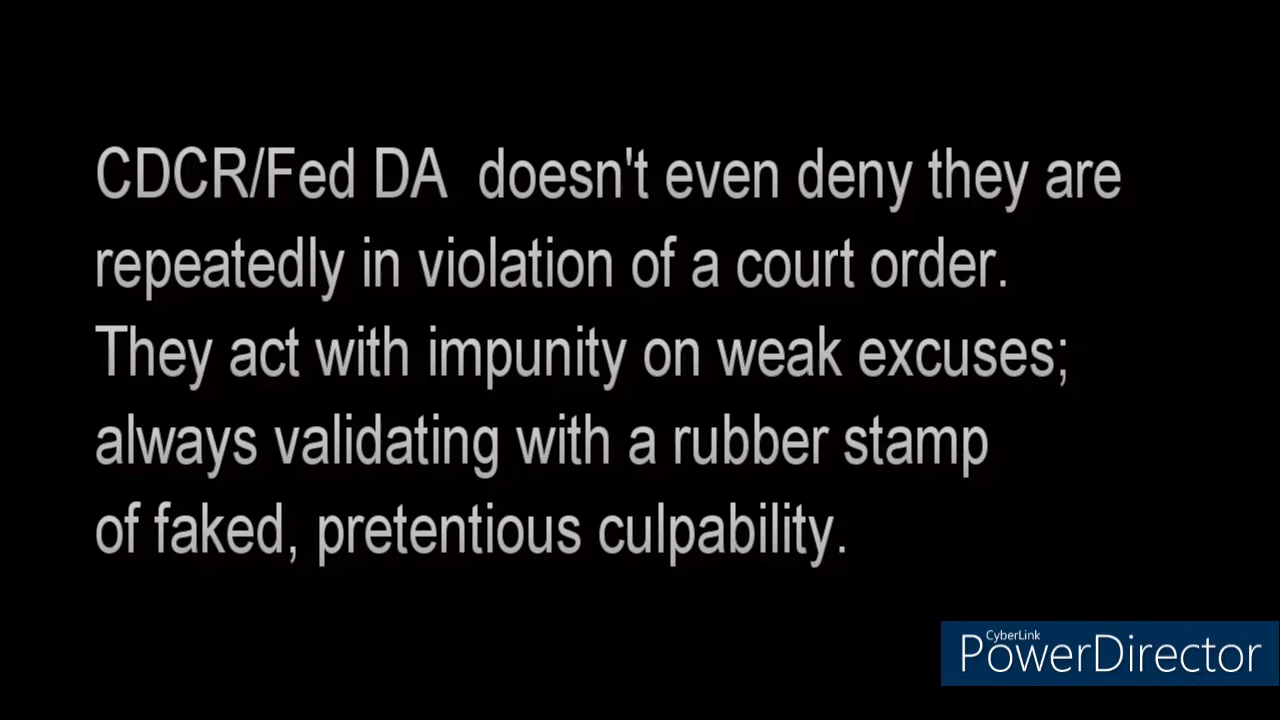 CDCR/Fed DA  doesn't even deny they are
repeatedly in violation of a court order.
They act with impunity on weak excuses;
always validating with a rubber stamp
of faked, pretentious culpability.
CyberLink
PowerDirector